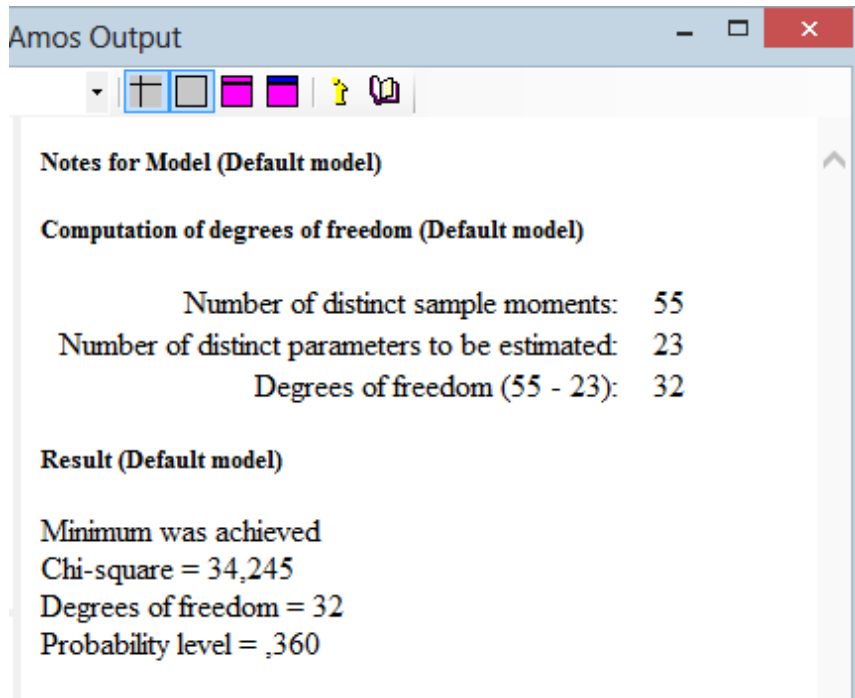 Amos Output
Notes for Model (Default model)
Computation of degrees of freedom (Default model)
Number of distinct sample moments: 55
Number of distinct parameters to be estimated: 23
Degrees of freedom (55 - 23): 32
Result (Default model)
Minimum was achieved
Chi-square = 34,245
Degrees of freedom = 32
Probability level = ,360